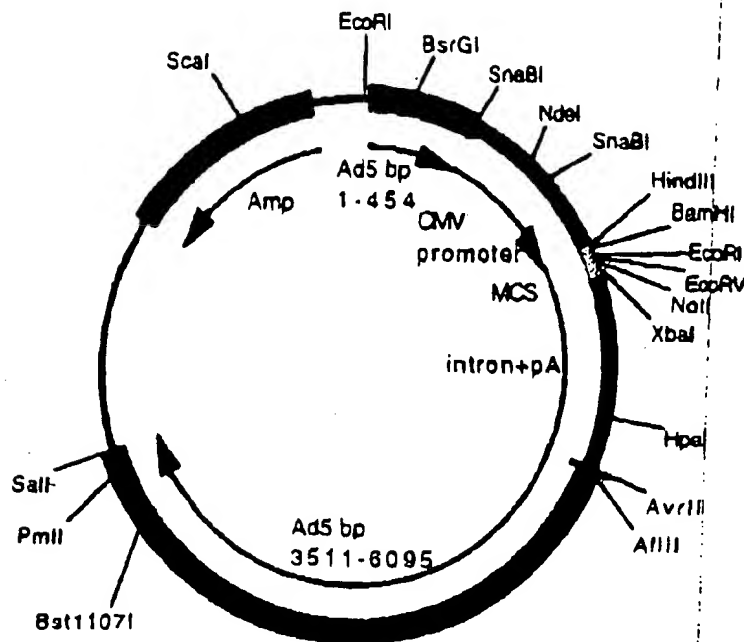 EcoRI
BsrGI
ScaI
SnaBI
NdeI
SnaBI
HindIII
BamHI
EcoRI
EcoRV
NotI
XbaI
Amp
Ad5 bp
1-454
CMV
promoter
MCS
intron+pA
HpaI
AvrII
AflII
SalI
PmlI
Bst1107I
Ad5 bp
3511-6095